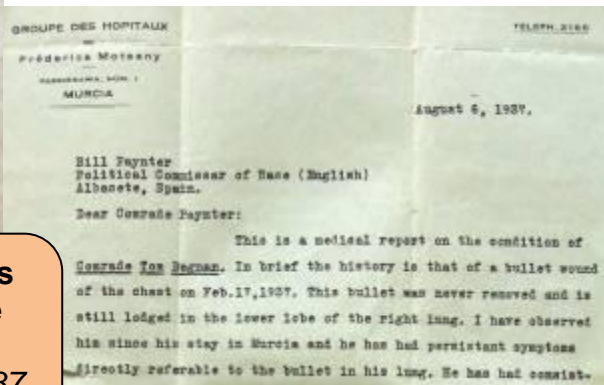 GROUPE DES HOPITAUX
TELEPH. 2166
Fréderica Motseny
MURCIA
August 6, 1937.
Bill Paynter
Political Commissar of Base (English)
Albacete, Spain.
Dear Comrade Paynter:
This is a medical report on the condition of
Comrade Tom Degnan. In brief the history is that of a bullet wound
of the chest on Feb.17,1937. This bullet was never removed and is
still lodged in the lower lobe of the right lung. I have observed
him since his stay in Murcia and he has had persistant symptoms
directly referable to the bullet in his lung. He has had consist-
s
e
37